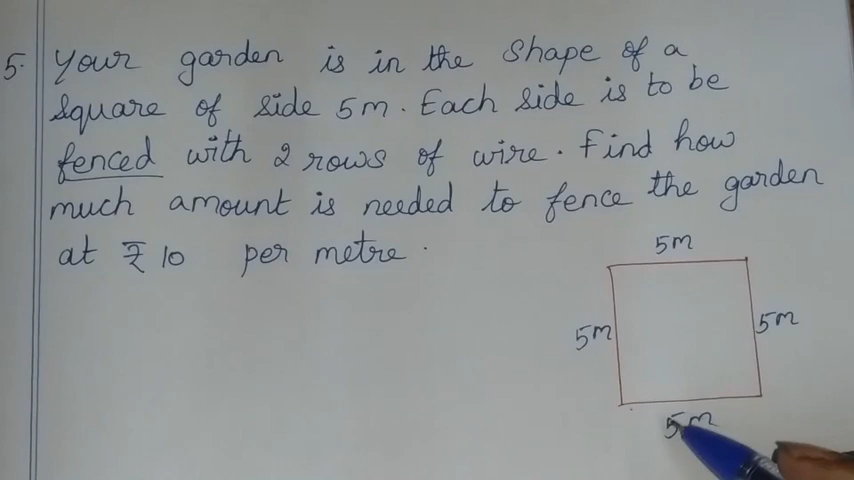 5. Your garden is in the shape of a
square of side 5m. Each side is to be
fenced with 2 rows of wire. Find how
much amount is needed to fence the garden
at ₹ 10 per metre.
5m
5m
5m
5m